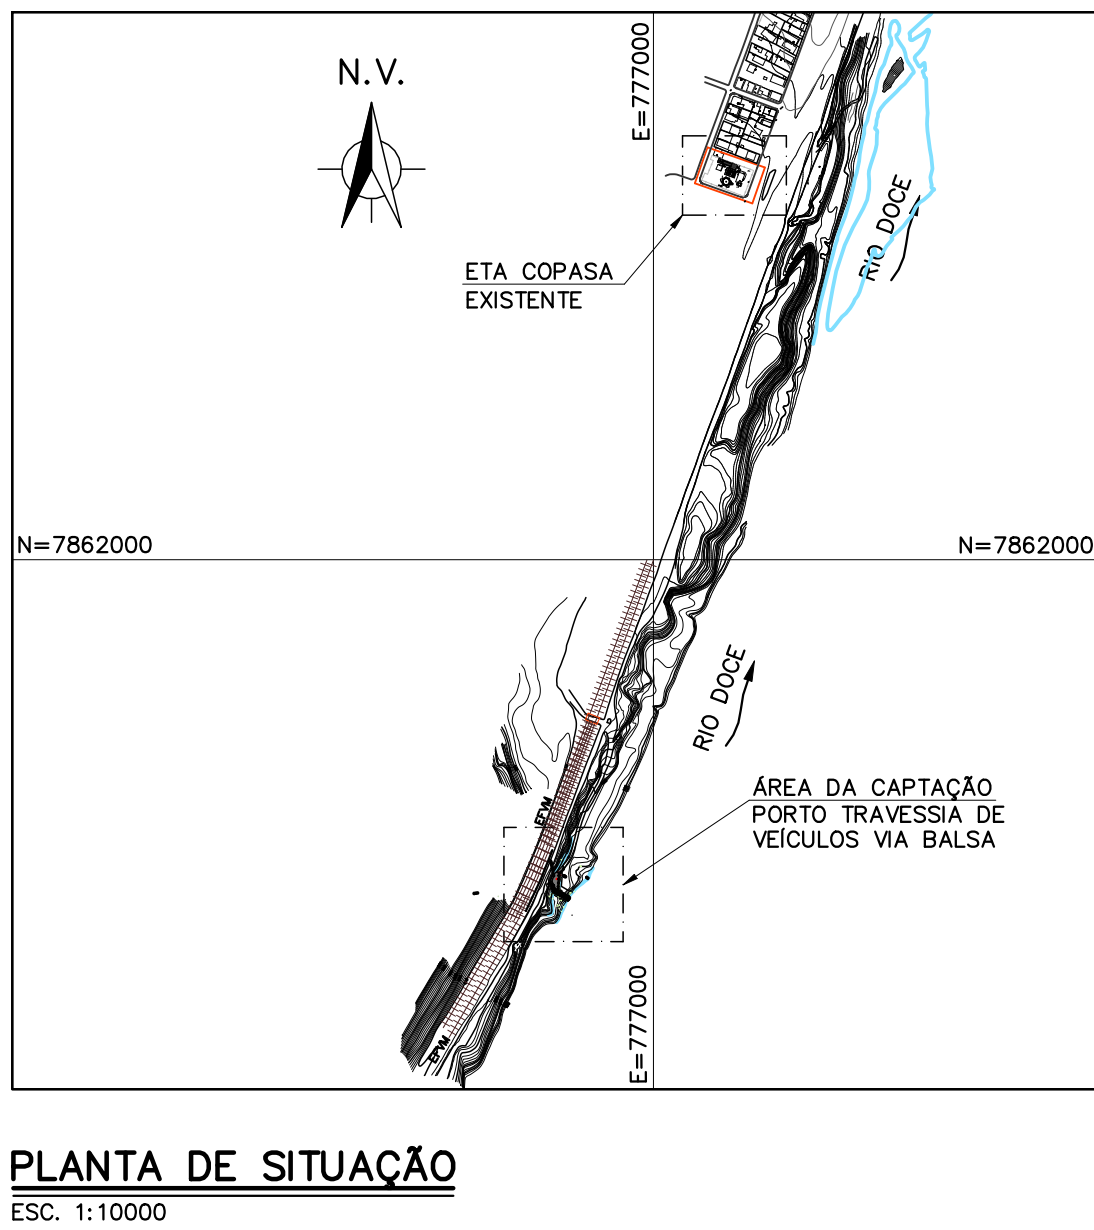 N.V.
E=777000
RIO DOCE
ETA COPASA
EXISTENTE
N=7862000
N=7862000
RIO DOCE
ÁREA DA CAPTAÇÃO
PORTO TRAVESSIA DE
VEÍCULOS VIA BALSA
EFVM
E=777000
EFVM
PLANTA DE SITUAÇÃO
ESC. 1:10000